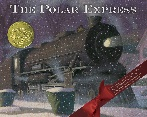 THE POLAR EXPRESS